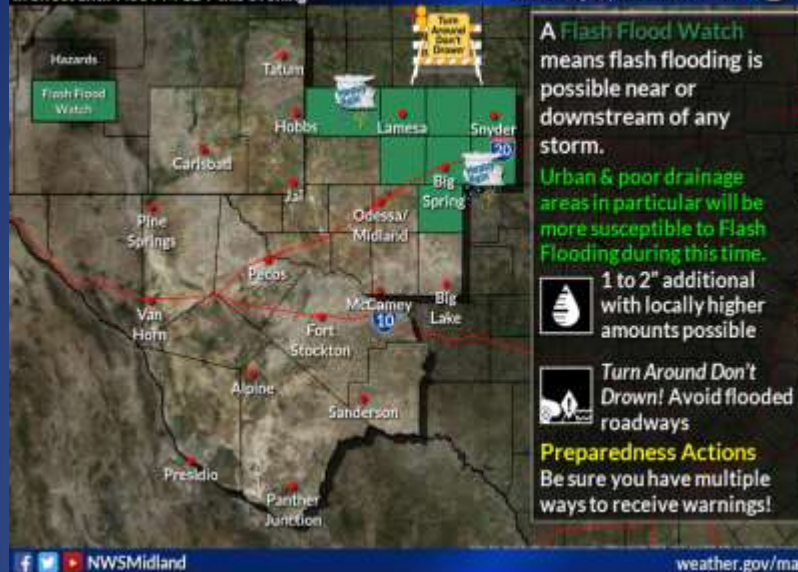 Hazards
Flash Flood
Watch
Turn
Around
Don't
Drown
Tatum
Hobbs
Lamesa
Snyder
20
Carlsbad
Jal
Big
Spring
Odessa/
Midland
Pine
Springs
Pecos
Van
Horn
McCamey
10
Big
Lake
Fort
Stockton
Alpine
Sanderson
Presidio
Panther
Junction
A Flash Flood Watch
means flash flooding is
possible near or
downstream of any
storm.
Urban & poor drainage
areas in particular will be
more susceptible to Flash
Flooding during this time.
1 to 2" additional
with locally higher
amounts possible
Turn Around Don't
Drown! Avoid flooded
roadways
Preparedness Actions
Be sure you have multiple
ways to receive warnings!
NWSMidland
weather.gov/ma